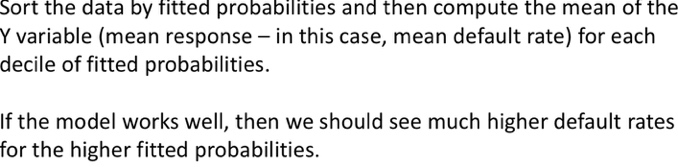 Sort the data by fitted probabilities and then compute the mean of the
Y variable (mean response – in this case, mean default rate) for each
decile of fitted probabilities.
If the model works well, then we should see much higher default rates
for the higher fitted probabilities.